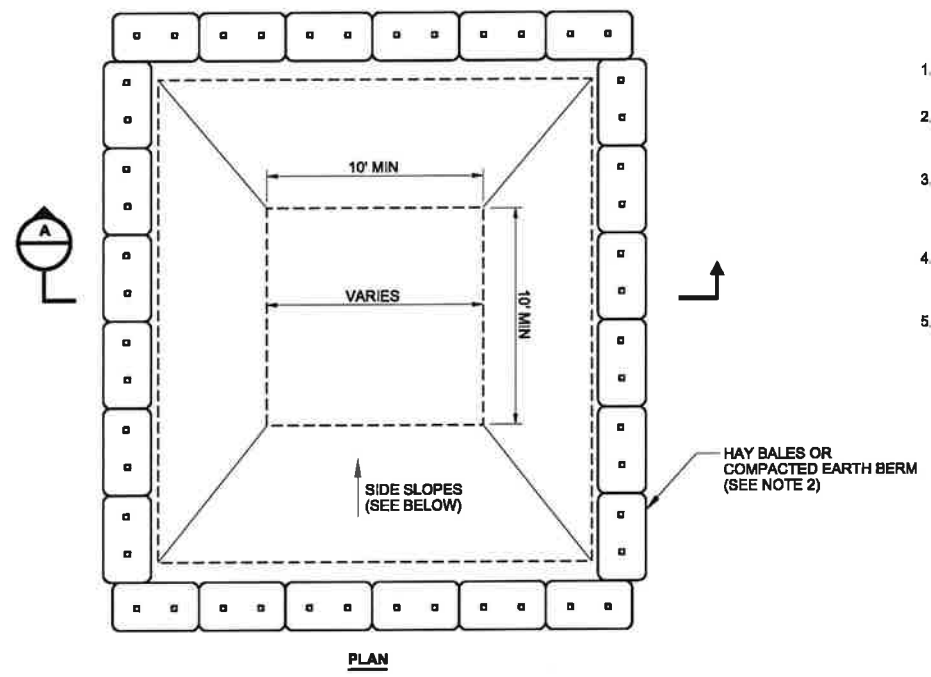 1.
2.
10' MIN
3.
A
4.
VARIES
10' MIN
5.
HAY BALES OR
COMPACTED EARTH BERM
(SEE NOTE 2)
SIDE SLOPES
(SEE BELOW)
PLAN